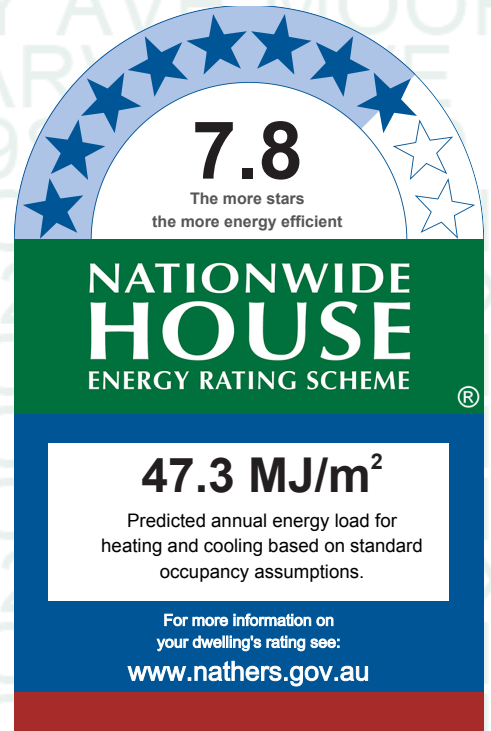 7.8
The more stars
the more energy efficient
NATIONWIDE
HOUSE
ENERGY RATING SCHEME
®
47.3 MJ/m²
Predicted annual energy load for
heating and cooling based on standard
occupancy assumptions.
For more information on
your dwelling's rating see:
www.nathers.gov.au